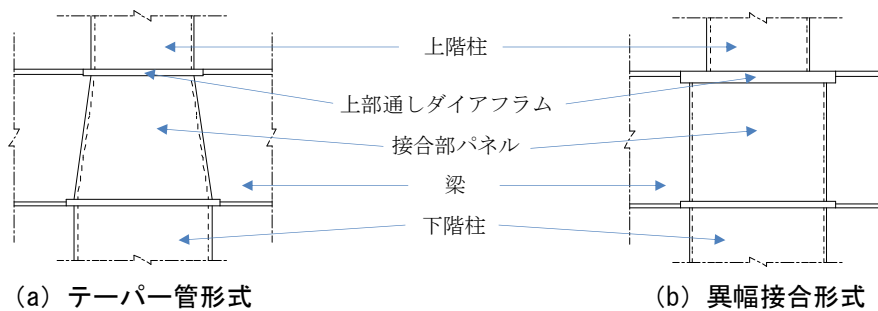 上階柱
上部通しダイアフラム
接合部パネル
梁
下階柱
(a) テーパー管形式
(b) 異幅接合形式